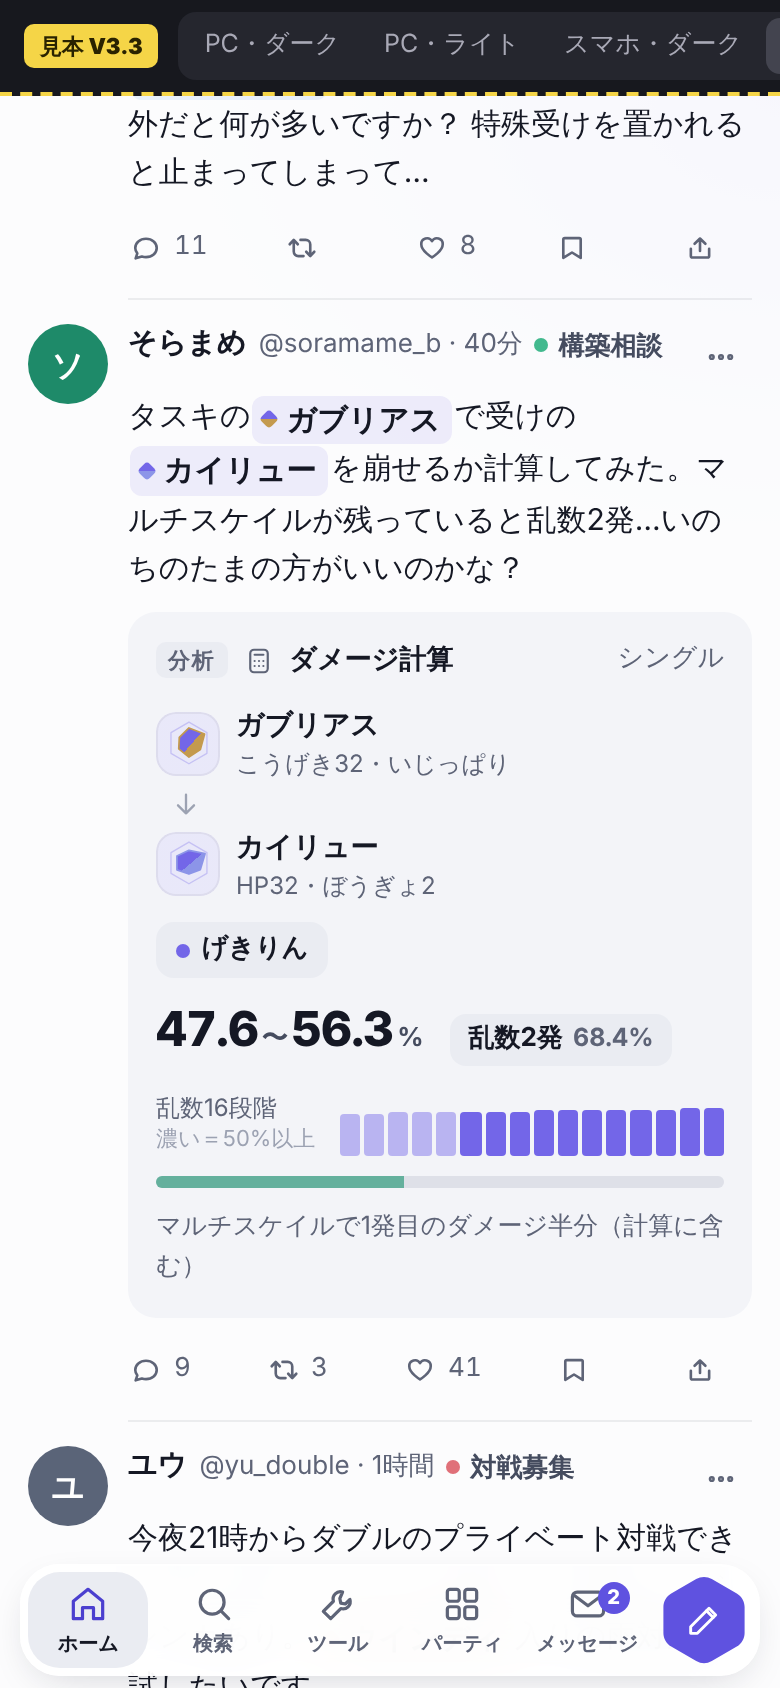 見本 V3.3
PC・ダーク
PC・ライト
スマホ・ダーク
外だと何が多いですか？ 特殊受けを置かれる
と止まってしまって…
11
8
ソ
そらまめ @soramame_b · 40分 構築相談
タスキの ガブリアス で受けの
カイリュー を崩せるか計算してみた。マ
ルチスケイルが残っていると乱数2発…いの
ちのたまの方がいいのかな？
分析 ダメージ計算 シングル
ガブリアス
こうげき32・いじっぱり
カイリュー
HP32・ぼうぎょ2
げきりん
47.6~56.3% 乱数2発 68.4%
乱数16段階
濃い＝50%以上
マルチスケイルで1発目のダメージ半分（計算に含
む）
9
3
41
ユ
ユウ @yu_double · 1時間 対戦募集
今夜21時からダブルのプライベート対戦でき
2
ホーム
検索
ツール
パーティ
メッセージ
試したいです